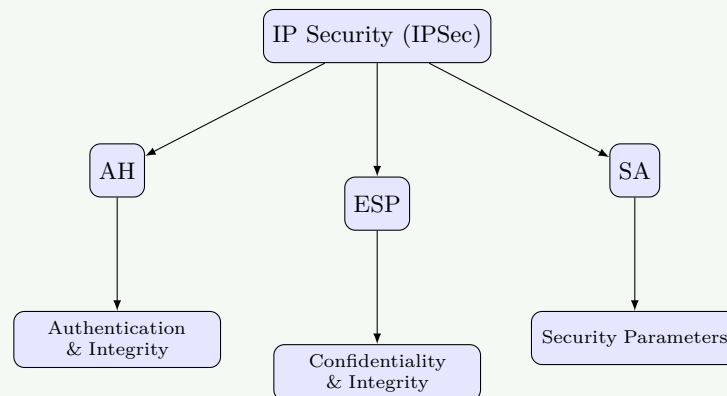 IP Security (IPSec)
AH
SA
ESP
Authentication
& Integrity
Security Parameters
Confidentiality
& Integrity